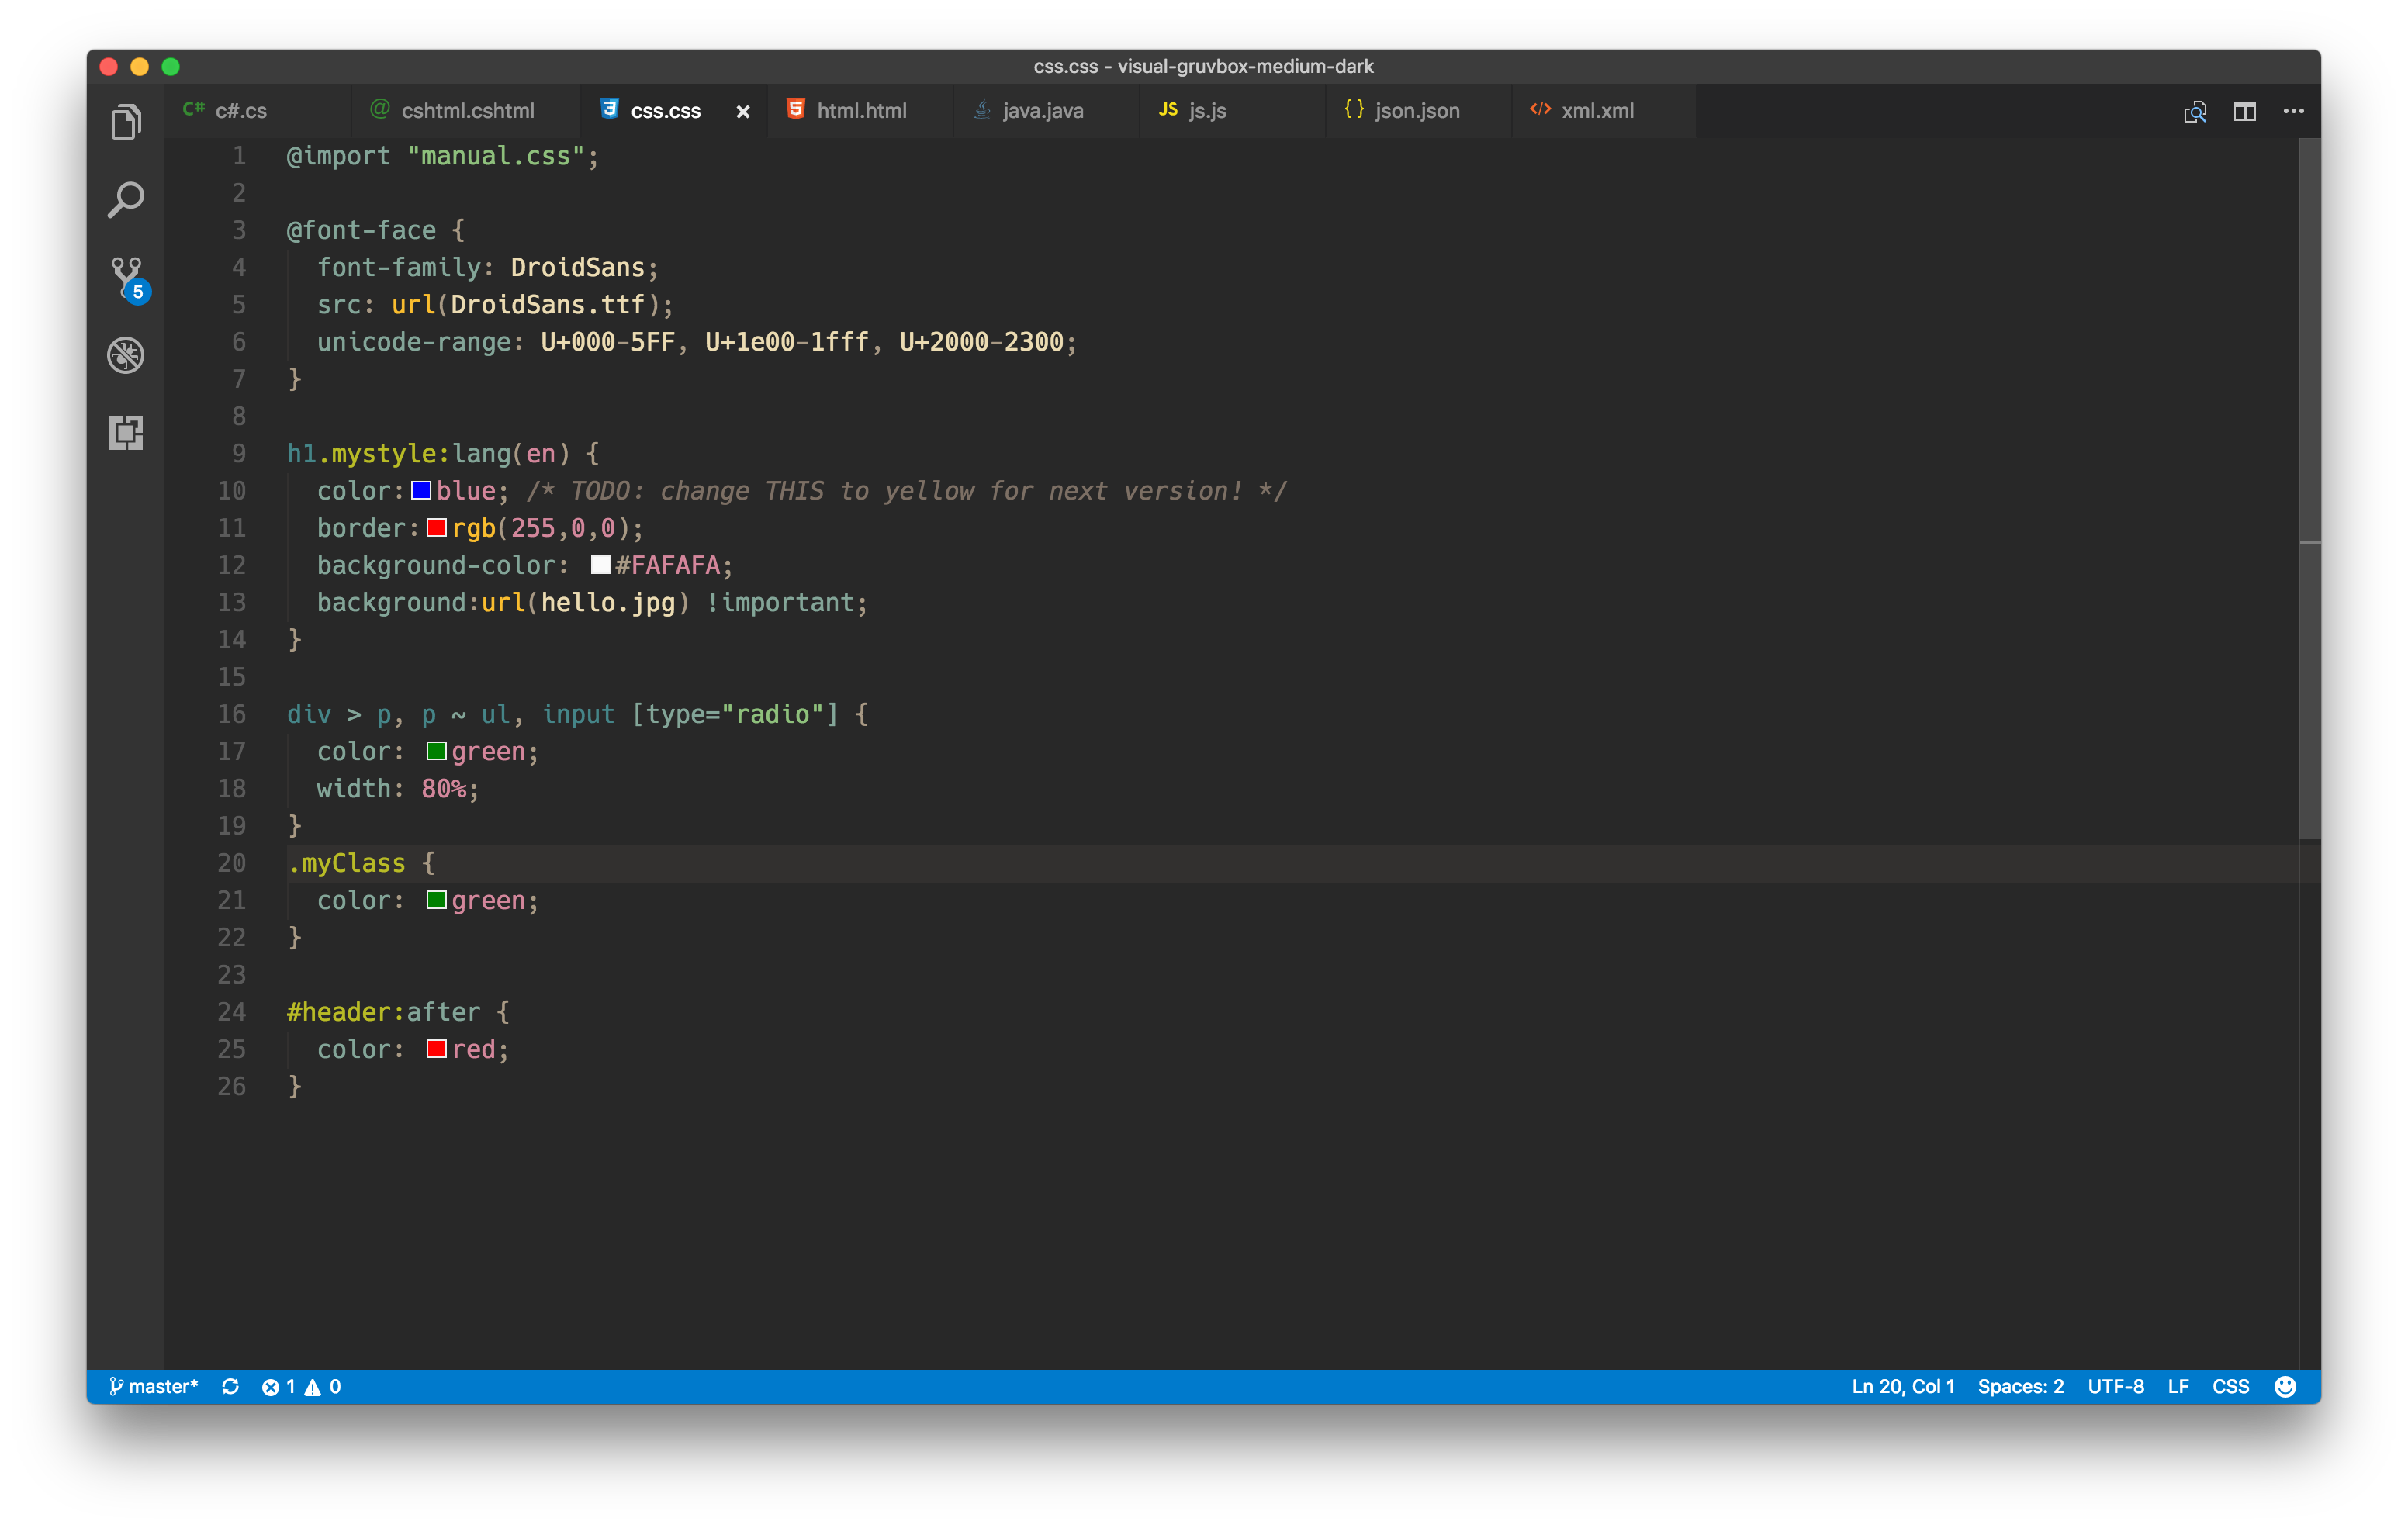 css.css - visual-gruvbox-medium-dark
C# c#.cs @ cshtml.cshtml 3 css.css × 5 html.html java.java JS js.js { } json.json </> xml.xml ···
5
1 @import "manual.css";
2
3 @font-face {
4   font-family: DroidSans;
5   src: url(DroidSans.ttf);
6   unicode-range: U+000-5FF, U+1e00-1fff, U+2000-2300;
7 }
8
9 h1.mystyle:lang(en) {
10   color:blue; /* TODO: change THIS to yellow for next version! */
11   border:rgb(255,0,0);
12   background-color: #FAFAFA;
13   background:url(hello.jpg) !important;
14 }
15
16 div > p, p ~ ul, input [type="radio"] {
17   color: green;
18   width: 80%;
19 }
20 .myClass {
21   color: green;
22 }
23
24 #header:after {
25   color: red;
26 }
master* 1 0 Ln 20, Col 1 Spaces: 2 UTF-8 LF CSS